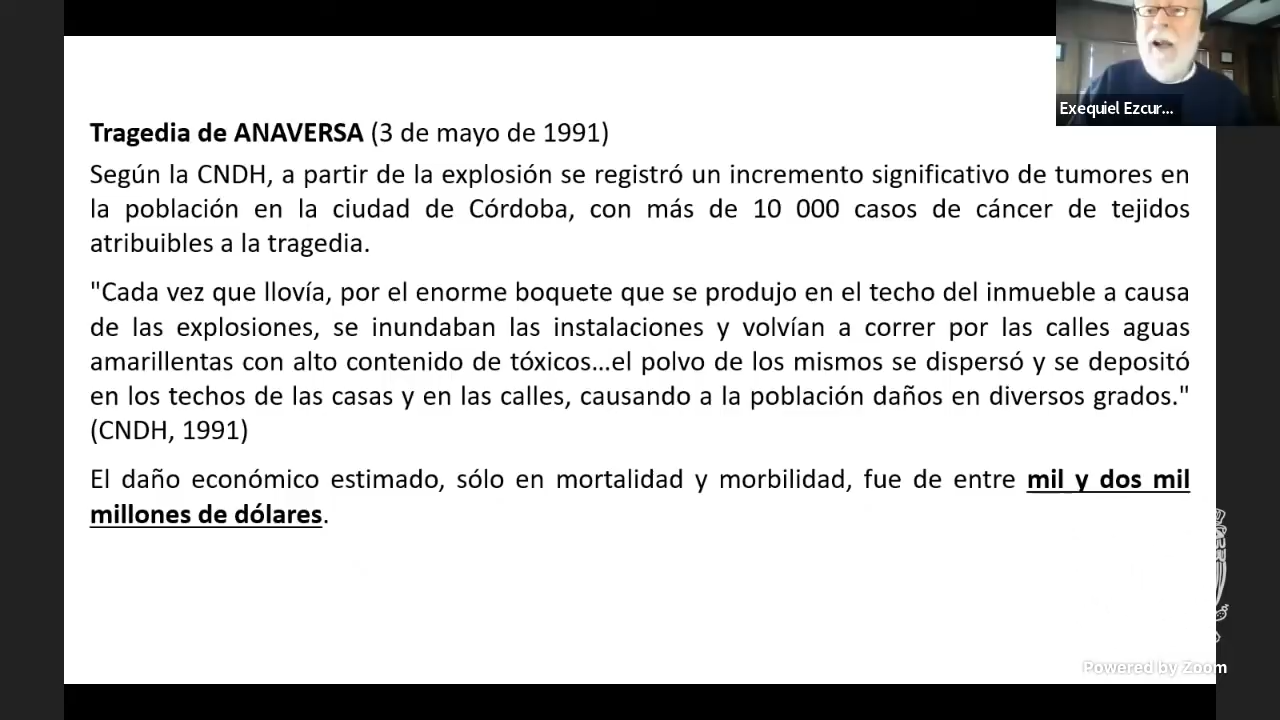 Exequiel Ezcur...
Tragedia de ANAVERSA (3 de mayo de 1991)
Según la CNDH, a partir de la explosión se registró un incremento significativo de tumores en
la población en la ciudad de Córdoba, con más de 10 000 casos de cáncer de tejidos
atribuibles a la tragedia.
"Cada vez que llovía, por el enorme boquete que se produjo en el techo del inmueble a causa
de las explosiones, se inundaban las instalaciones y volvían a correr por las calles aguas
amarillentas con alto contenido de tóxicos...el polvo de los mismos se dispersó y se depositó
en los techos de las casas y en las calles, causando a la población daños en diversos grados."
(CNDH, 1991)
El daño económico estimado, sólo en mortalidad y morbilidad, fue de entre mil y dos mil
millones de dólares.
Powered by Zoom